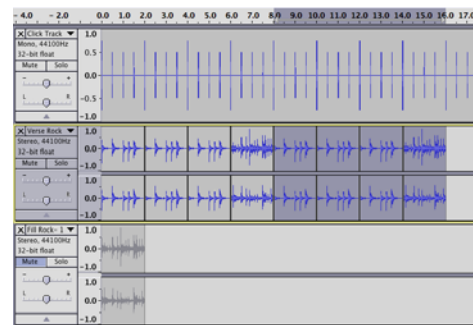 - 4.0 - 2.0 0.0 1.0 2.0 3.0 4.0 5.0 6.0 7.0 8.0 9.0 10.0 11.0 12.0 13.0 14.0 15.0 16.0 17.0
X Click Track ▼ 1.0
Mono, 44100Hz
32-bit float 0.5
Mute Solo
0.0
- +
L R -0.5
-1.0
X Verse Rock ▼ 1.0
Stereo, 44100Hz
32-bit float 0.0
Mute Solo
-1.0
- + 1.0
L R 0.0
-1.0
X Fill Rock- 1 ▼ 1.0
Stereo, 44100Hz
32-bit float 0.0
Mute Solo
-1.0
- + 1.0
L R 0.0
-1.0